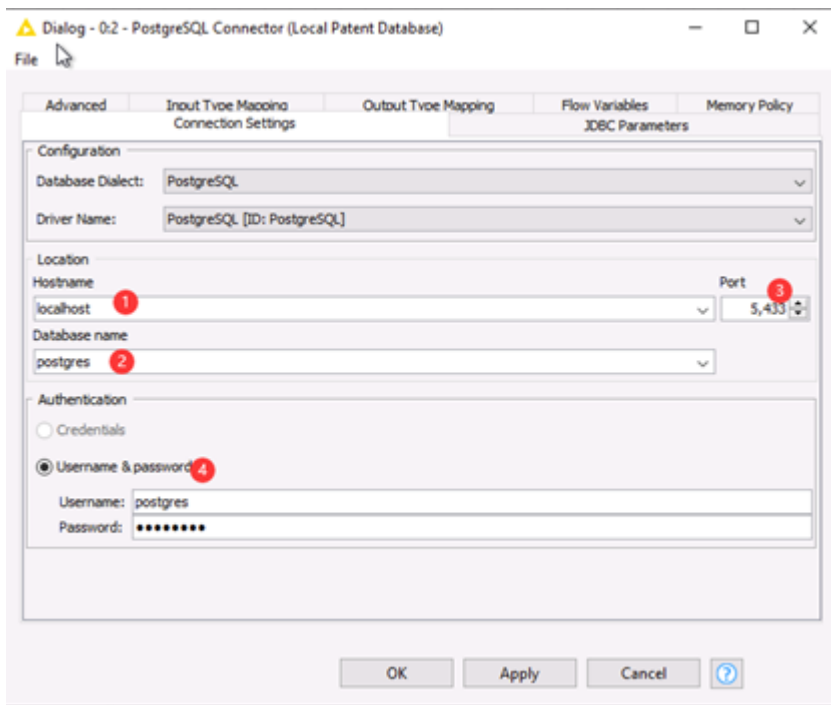 Dialog - 0:2 - PostgreSQL Connector (Local Patent Database)
File
Advanced Input Type Mapping Output Type Mapping Flow Variables Memory Policy
Connection Settings JDBC Parameters
Configuration
Database Dialect: PostgreSQL
Driver Name: PostgreSQL [ID: PostgreSQL]
Location
Hostname Port
localhost 1 5,433 3
Database name
postgres 2
Authentication
Credentials
Username & password 4
Username: postgres
Password: ••••••••
OK Apply Cancel ?